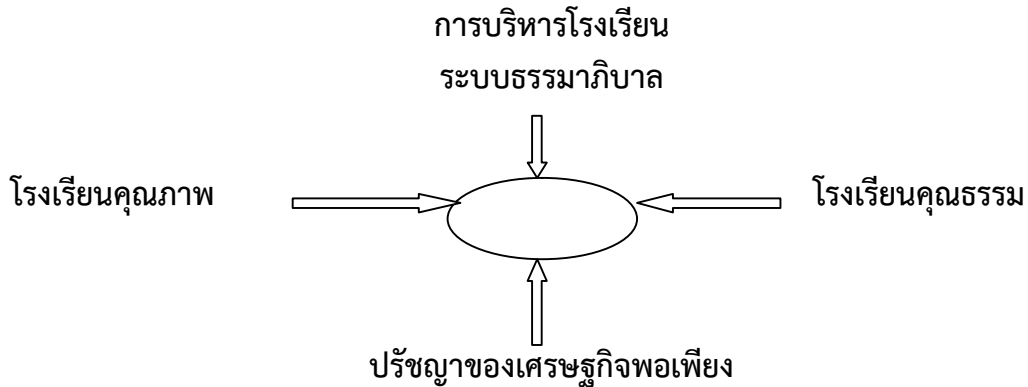 การบริหารโรงเรียน
ระบบธรรมาภิบาล
โรงเรียนคุณภาพ
โรงเรียนคุณธรรม
ปรัชญาของเศรษฐกิจพอเพียง